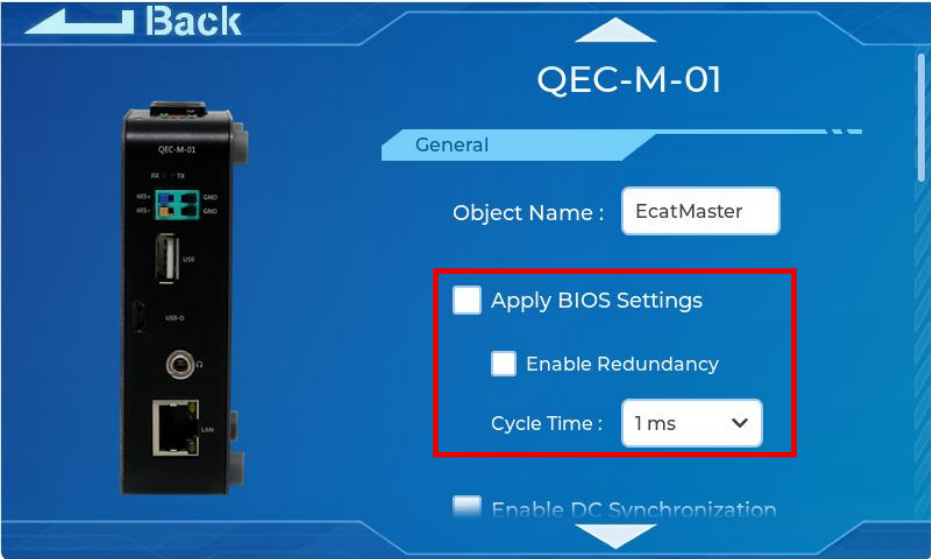 Back
QEC-M-01
General
Object Name :
EcatMaster
Apply BIOS Settings
Enable Redundancy
Cycle Time :
1 ms
Enable DC Synchronization
QEC-M-01
RX TX
485+ GND
485- GND
USB
USB-D
LAN